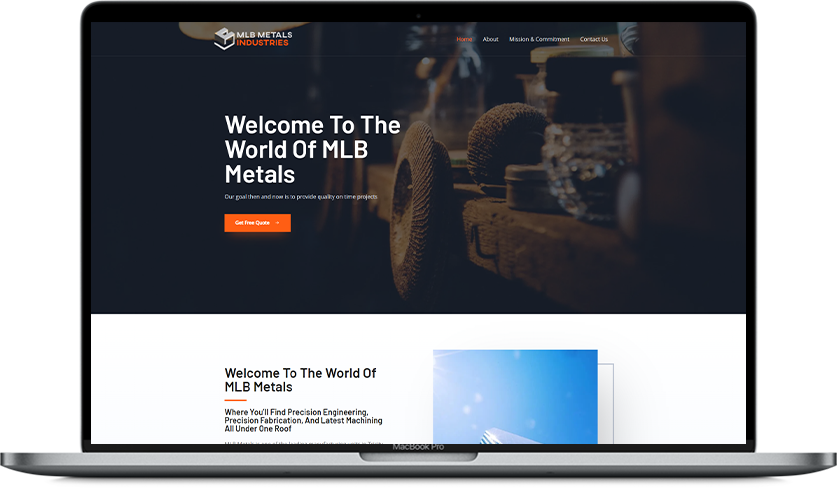 MLB METALS
INDUSTRIES
Home
About
Mission & Commitment
Contact Us
Welcome To The
World Of MLB
Metals
Our goal then and now is to provide quality on time projects
Get Free Quote →
Welcome To The World Of
MLB Metals
Where You'll Find Precision Engineering,
Precision Fabrication, And Latest Machining
All Under One Roof
MacBook Pro